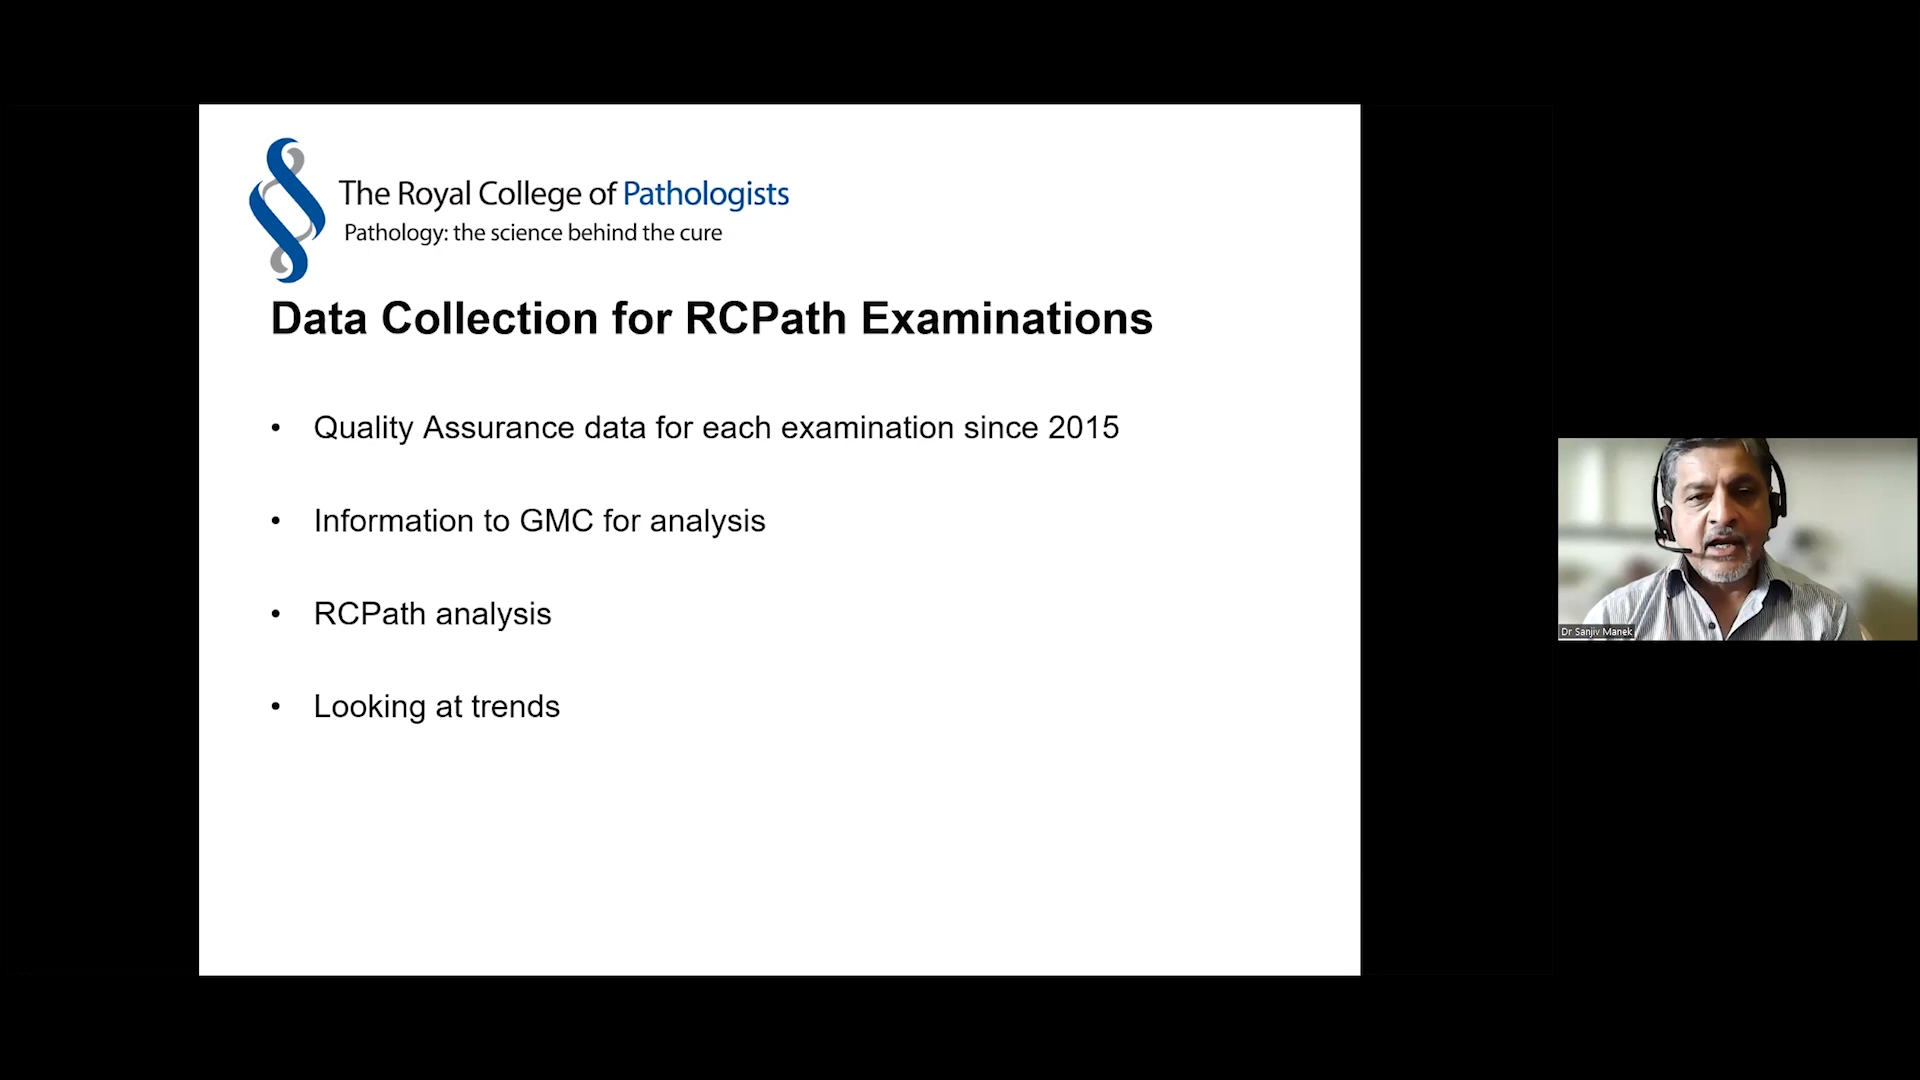 The Royal College of Pathologists
Pathology: the science behind the cure
Data Collection for RCPath Examinations
• Quality Assurance data for each examination since 2015
• Information to GMC for analysis
• RCPath analysis
• Looking at trends
Dr Sanjiv Manek